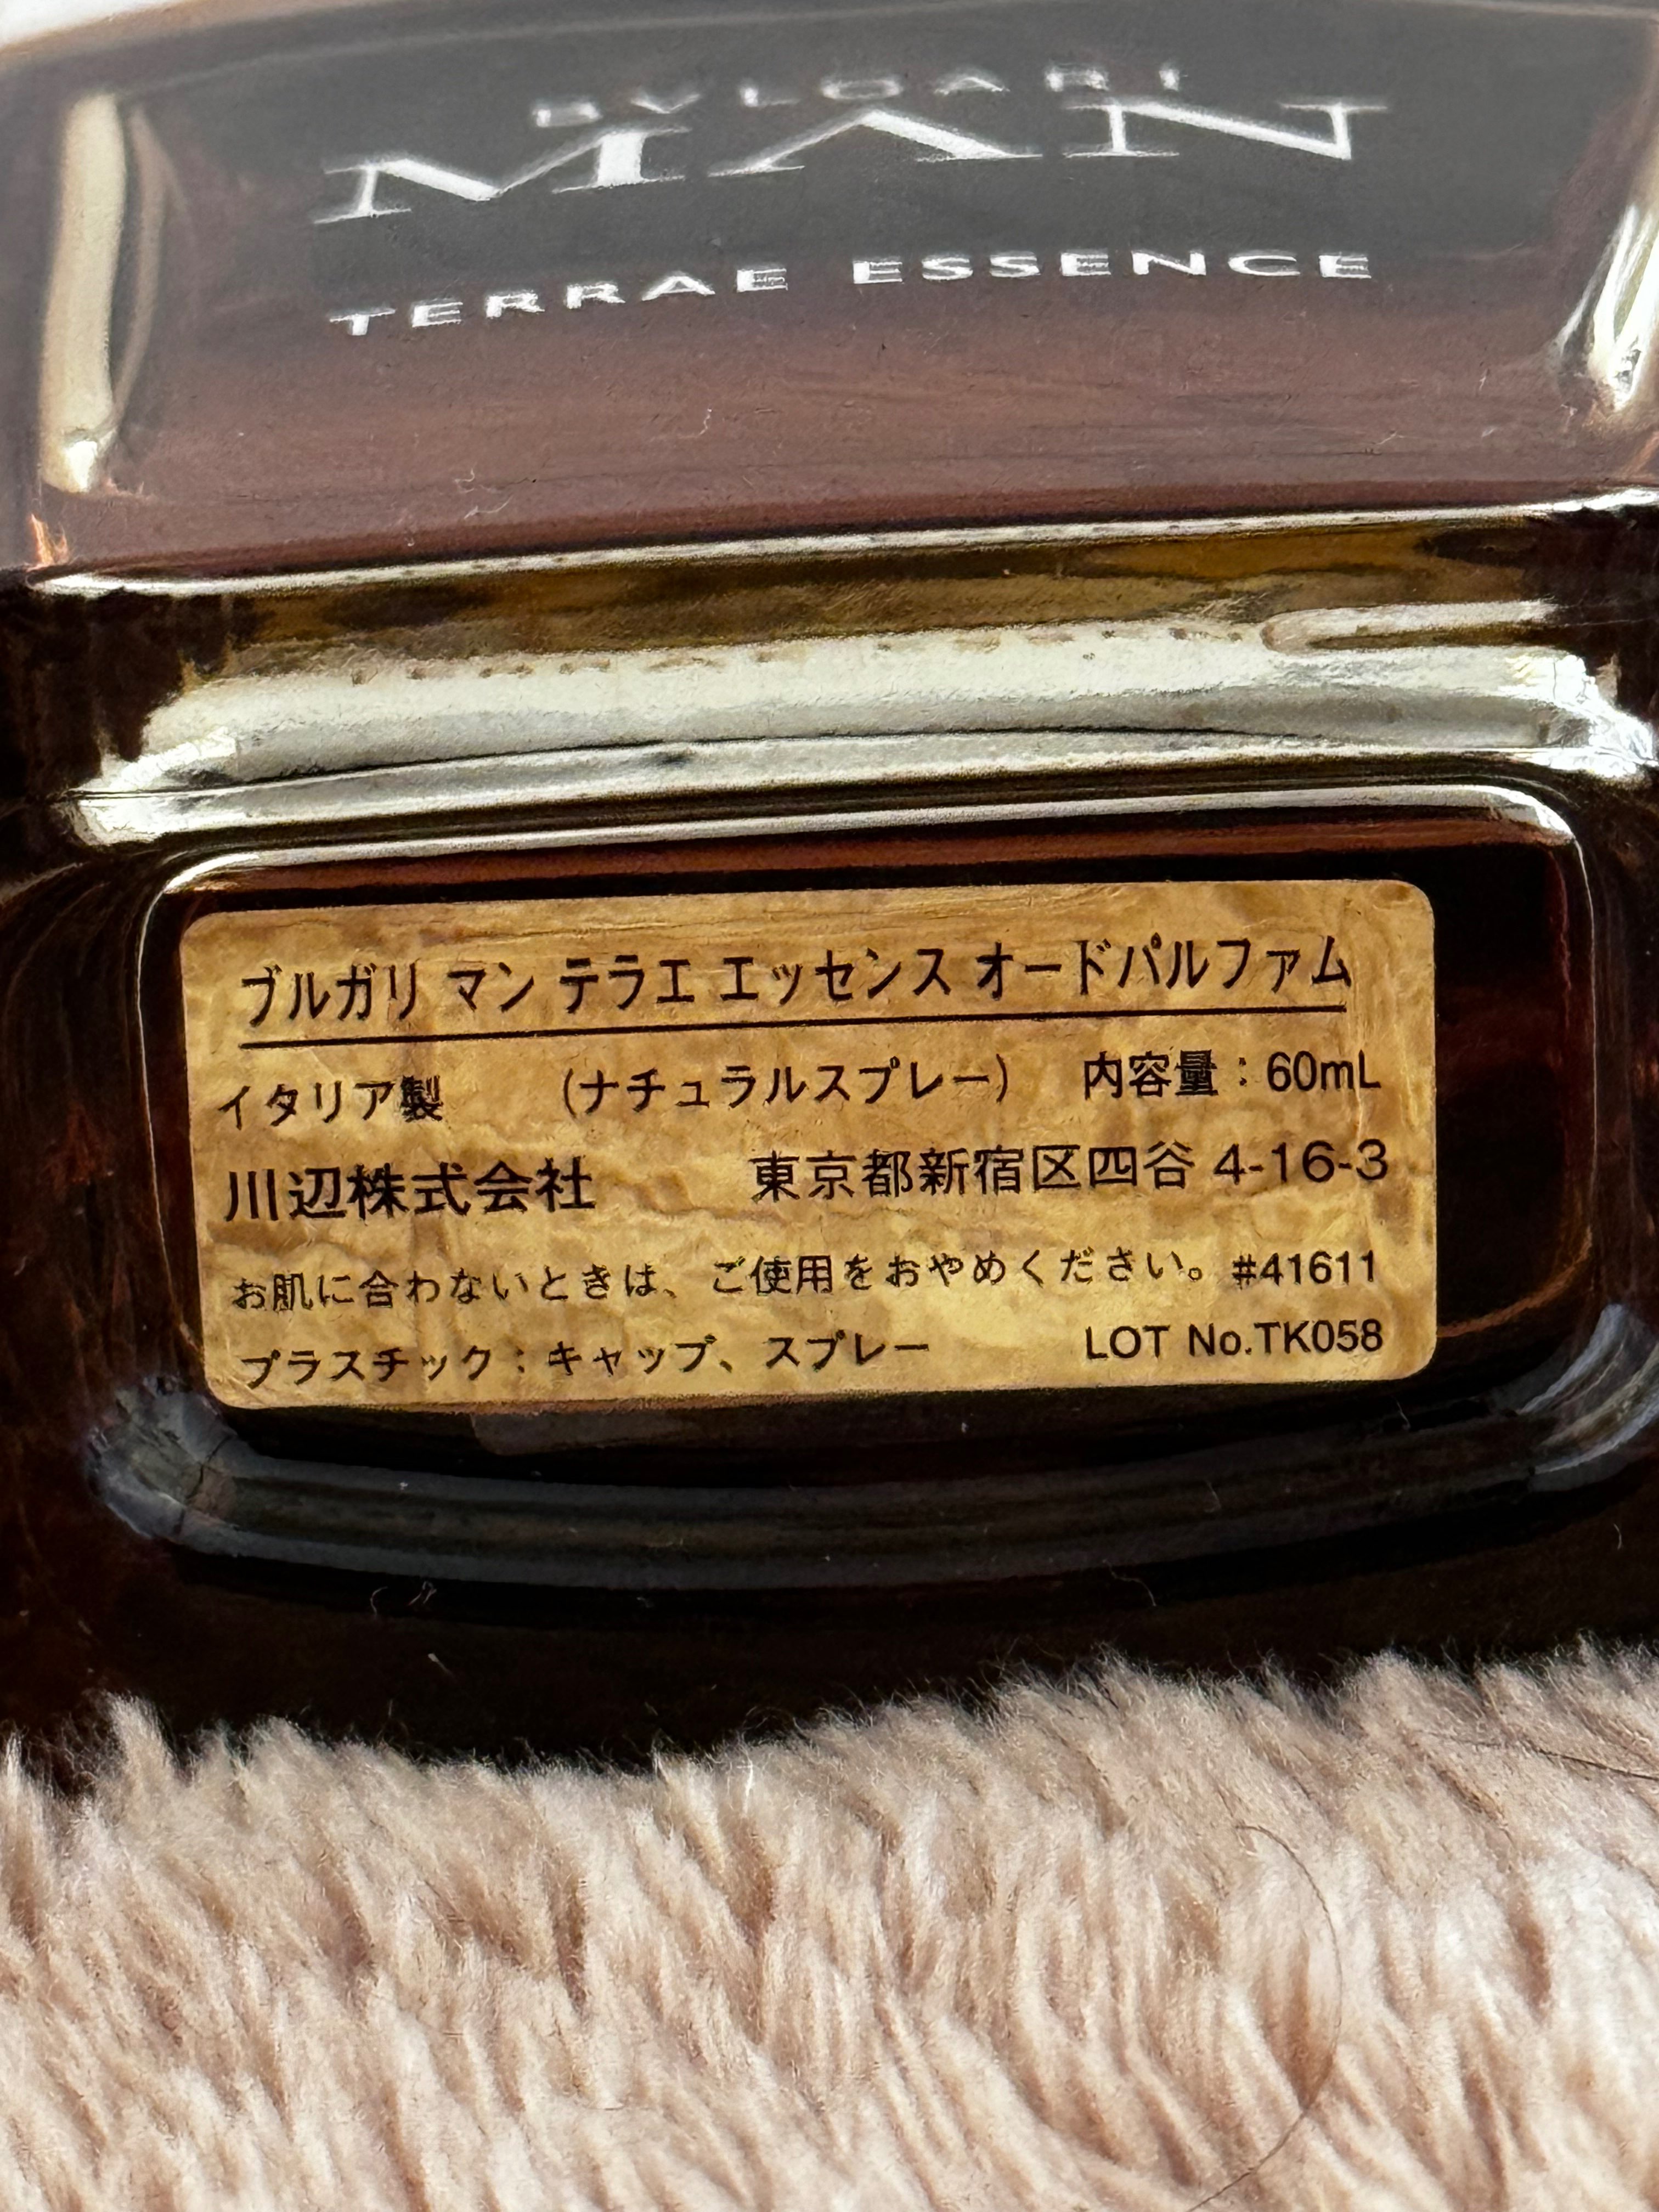 BVLGARI
MAN
TERRAE ESSENCE
ブルガリ マン テラエ エッセンス オードパルファム
イタリア製 (ナチュラルスプレー) 内容量：60mL
川辺株式会社 東京都新宿区四谷 4-16-3
お肌に合わないときは、ご使用をおやめください。#41611
プラスチック：キャップ、スプレー LOT No.TK058